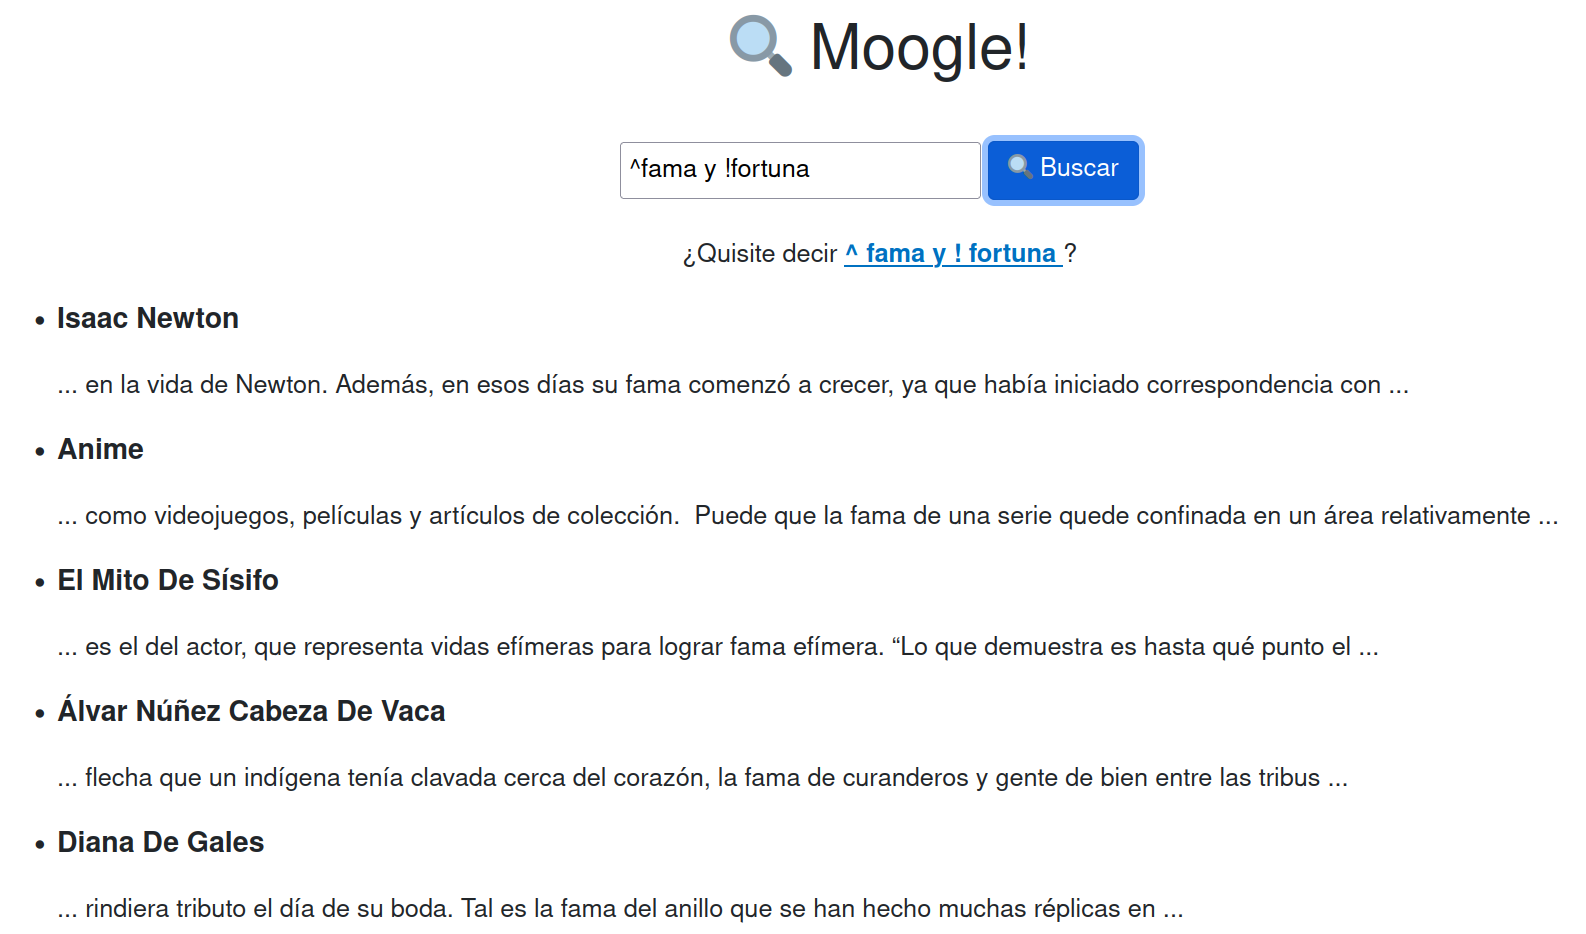 Moogle!
^fama y !fortuna
Buscar
¿Quisite decir ^ fama y ! fortuna ?
Isaac Newton
... en la vida de Newton. Además, en esos días su fama comenzó a crecer, ya que había iniciado correspondencia con ...
Anime
... como videojuegos, películas y artículos de colección.  Puede que la fama de una serie quede confinada en un área relativamente ...
El Mito De Sísifo
... es el del actor, que representa vidas efímeras para lograr fama efímera. “Lo que demuestra es hasta qué punto el ...
Álvar Núñez Cabeza De Vaca
... flecha que un indígena tenía clavada cerca del corazón, la fama de curanderos y gente de bien entre las tribus ...
Diana De Gales
... rindiera tributo el día de su boda. Tal es la fama del anillo que se han hecho muchas réplicas en ...